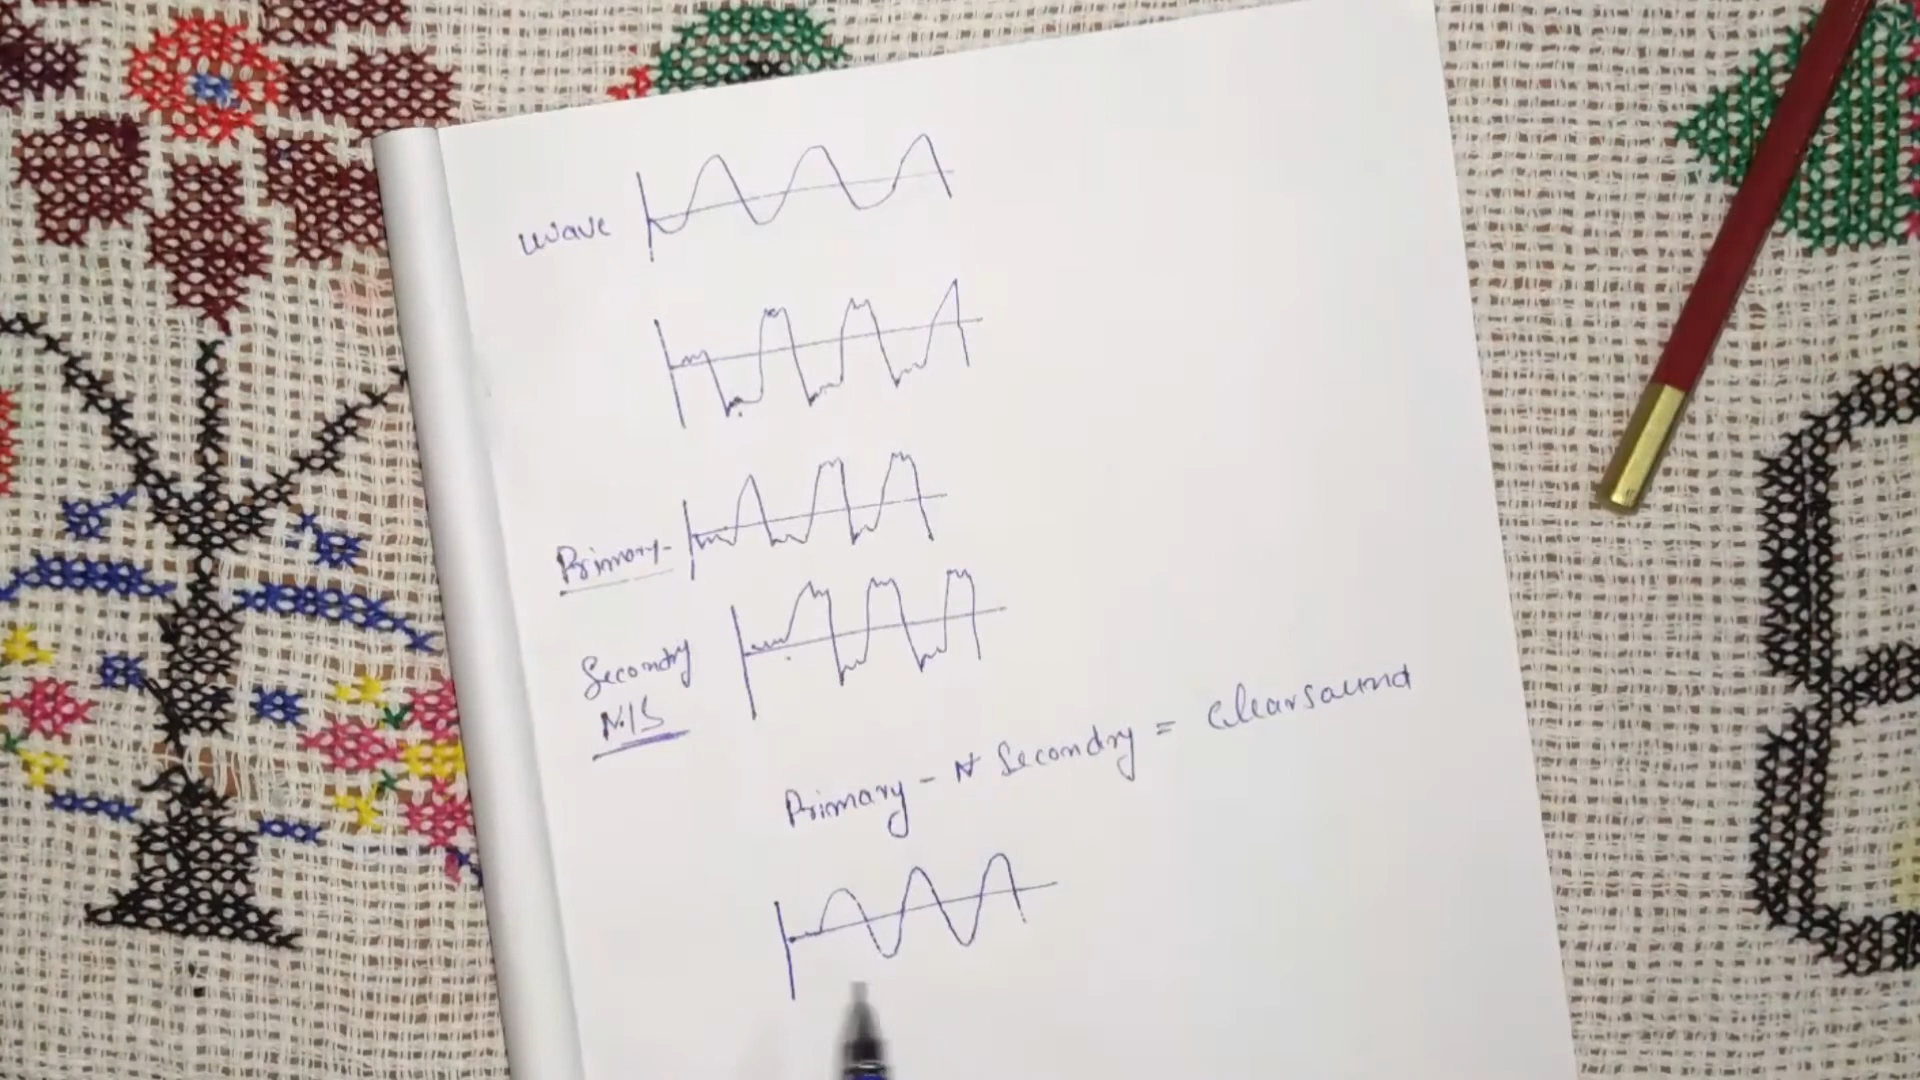 wave
Primary-
Secondry
N/S
Primary - N Secondry = clearsound